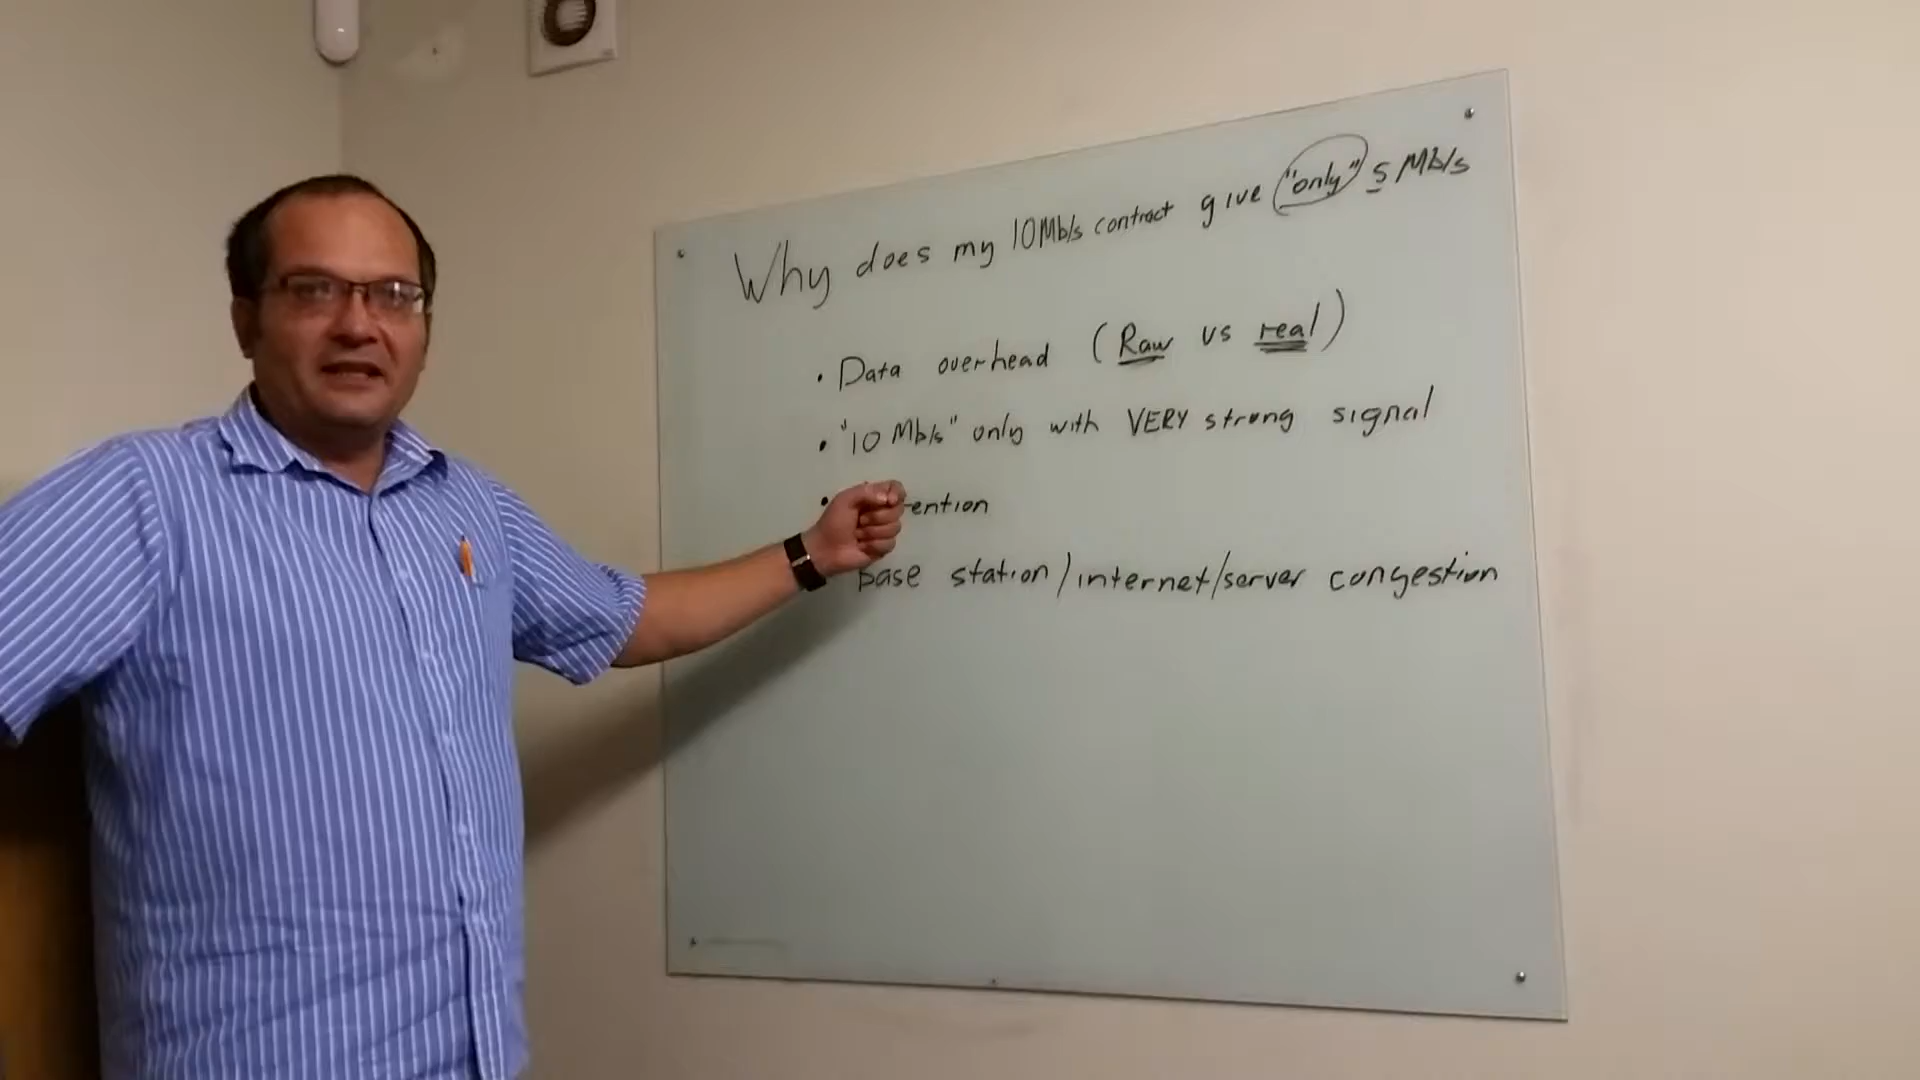 Why does my 10Mb/s contract give "only" 5 Mb/s
• Data overhead (Raw vs real)
• "10 Mb/s" only with VERY strong signal
• tention
base station/internet/server congestion